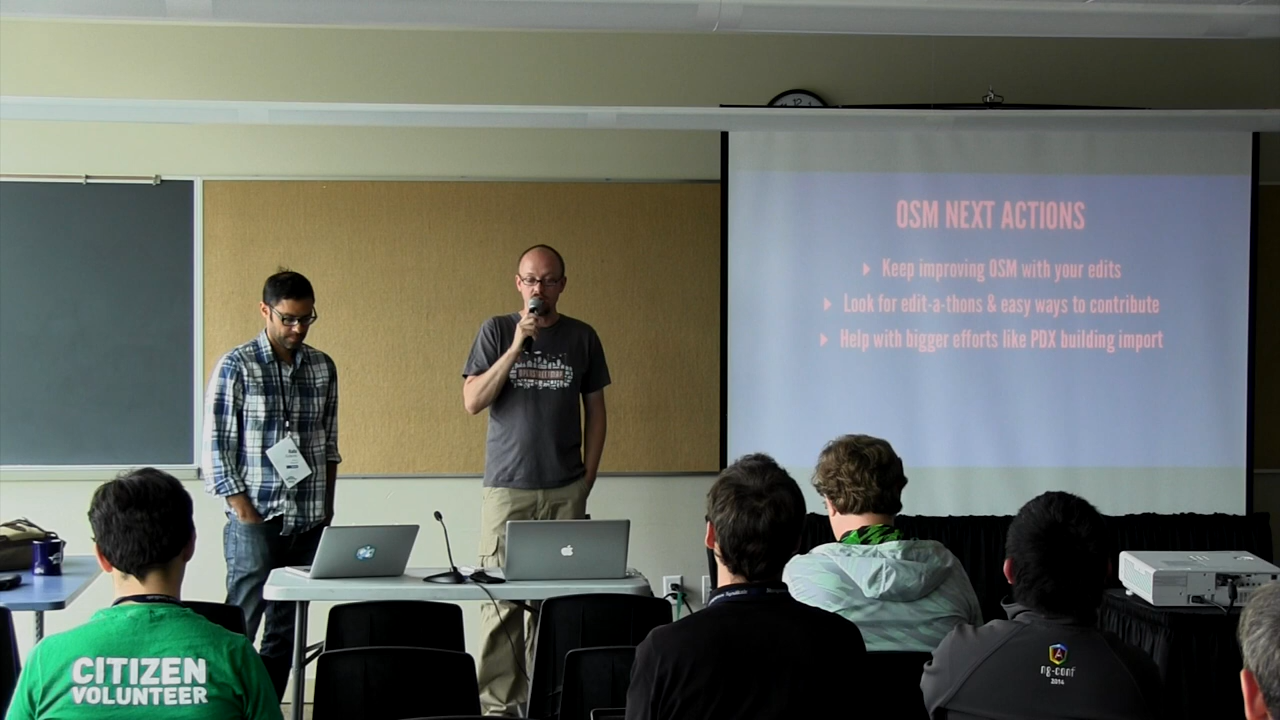 12
OSM NEXT ACTIONS
Keep improving OSM with your edits
Look for edit-a-thons & easy ways to contribute
Help with bigger efforts like PDX building import
CITIZEN
VOLUNTEER
ng-conf
2014